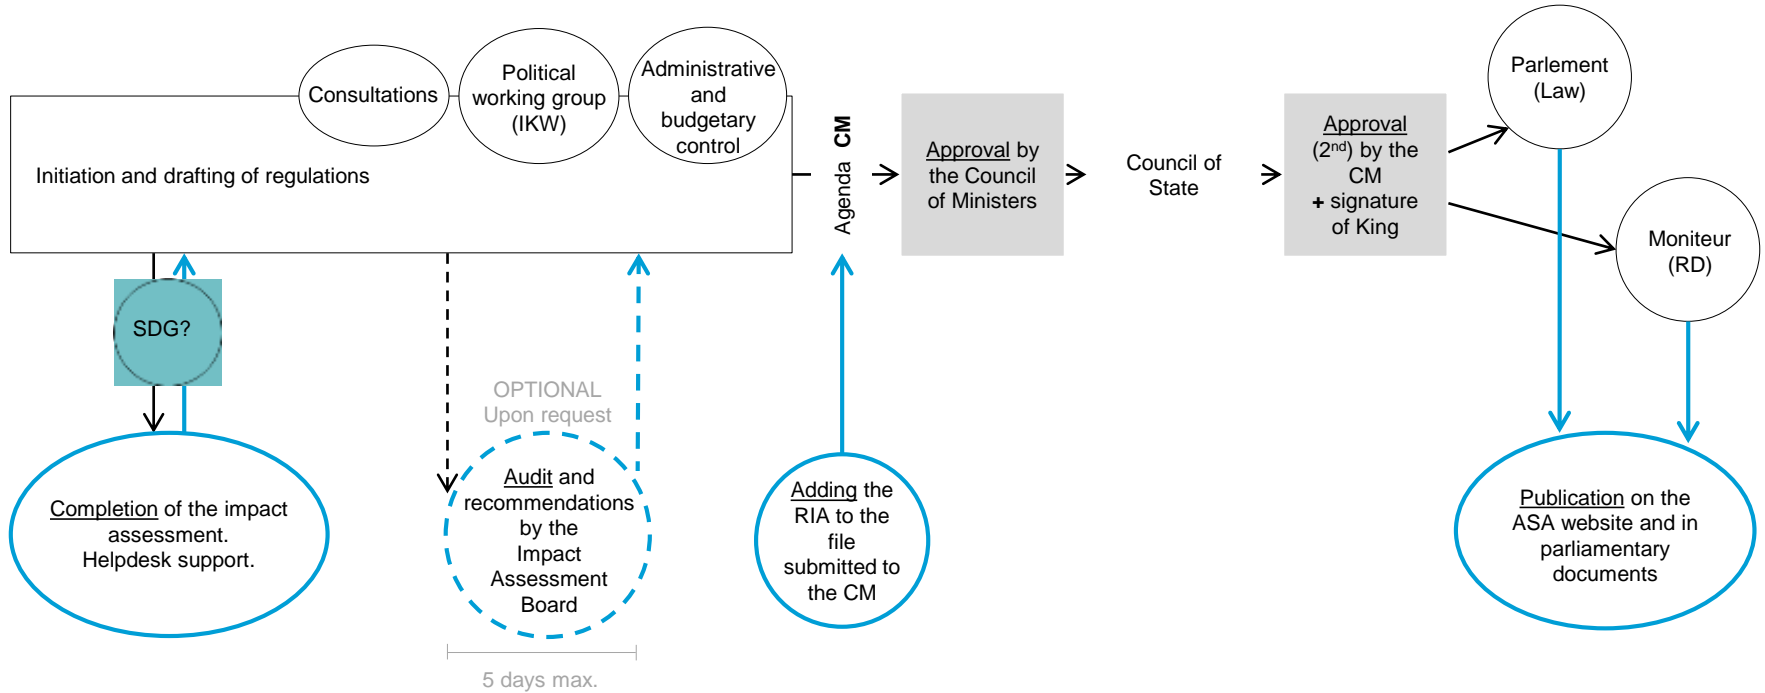 Consultations
Political
working group
(IKW)
Administrative
and
budgetary
control
Initiation and drafting of regulations
Agenda CM
Approval by
the Council
of Ministers
Council of
State
Approval
(2nd) by the
CM
+ signature
of King
Parlement
(Law)
Moniteur
(RD)
SDG?
OPTIONAL
Upon request
Completion of the impact
assessment.
Helpdesk support.
Audit and
recommendations
by the
Impact
Assessment
Board
Adding the
RIA to the
file
submitted to
the CM
Publication on the
ASA website and in
parliamentary
documents
5 days max.